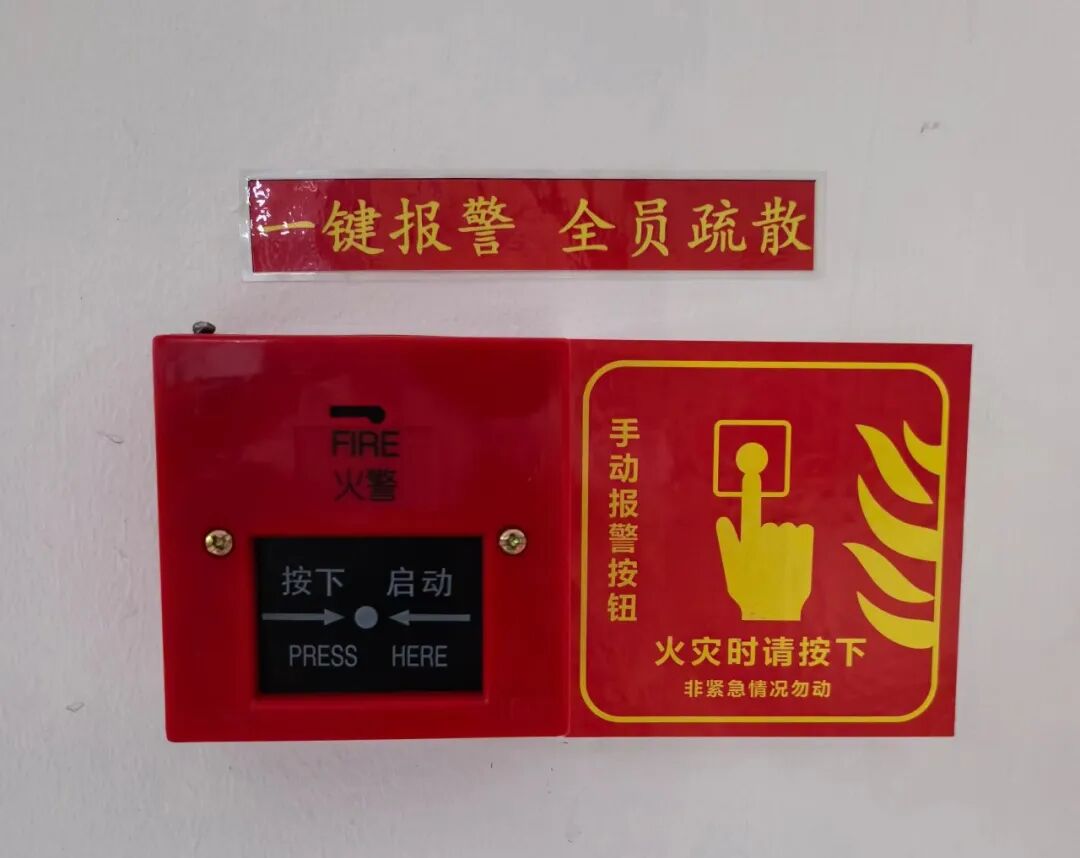 一键报警 全员疏散
FIRE
火警
按下 启动
PRESS HERE
手动报警按钮
火灾时请按下
非紧急情况勿动